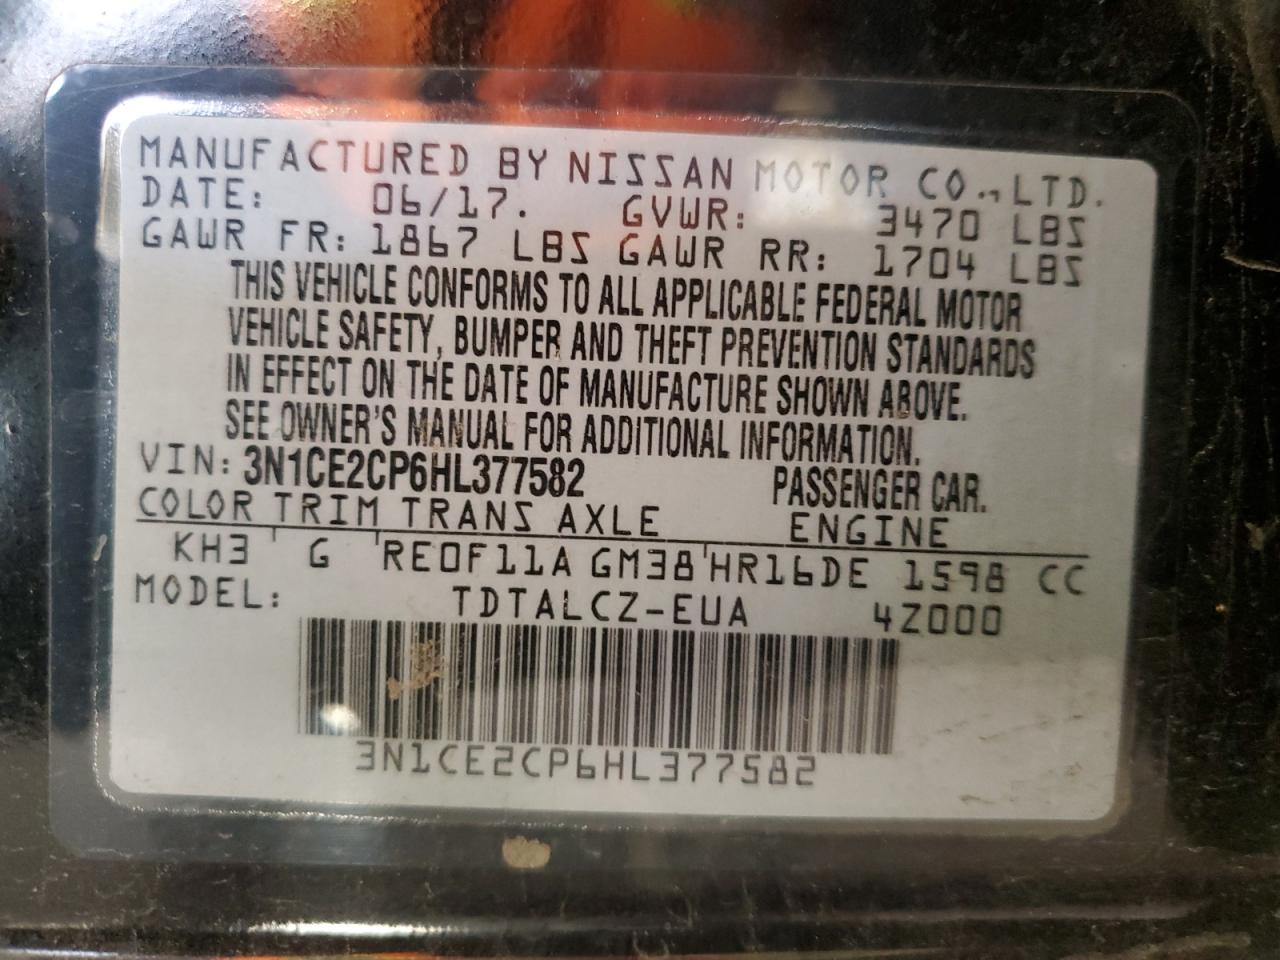 MANUFACTURED BY NISSAN MOTOR CO., LTD.
DATE: 06/17. GVWR: 3470 LBS
GAWR FR: 1867 LBS GAWR RR: 1704 LBS
THIS VEHICLE CONFORMS TO ALL APPLICABLE FEDERAL MOTOR
VEHICLE SAFETY, BUMPER AND THEFT PREVENTION STANDARDS
IN EFFECT ON THE DATE OF MANUFACTURE SHOWN ABOVE.
SEE OWNER'S MANUAL FOR ADDITIONAL INFORMATION.
VIN: 3N1CE2CP6HL377582 PASSENGER CAR.
COLOR TRIM TRANS AXLE ENGINE
KH3 G RE0F11A GM38 HR16DE 1598 CC
MODEL: TDTALCZ-EUA 4Z000
3N1CE2CP6HL377582